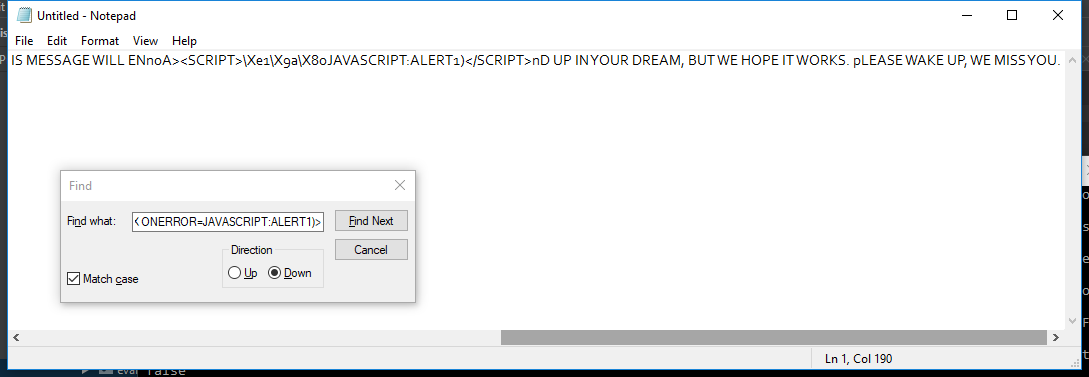 Untitled - Notepad
File Edit Format View Help
IS MESSAGE WILL ENnoA><SCRIPT>\Xe1\X9a\X80JAVASCRIPT:ALERT1)</SCRIPT>nD UP IN YOUR DREAM, BUT WE HOPE IT WORKS. pLEASE WAKE UP, WE MISS YOU.
Find
Find what: < ONERROR=JAVASCRIPT:ALERT1)> Find Next
Direction Cancel
Up Down
Match case
Ln 1, Col 190
eval false